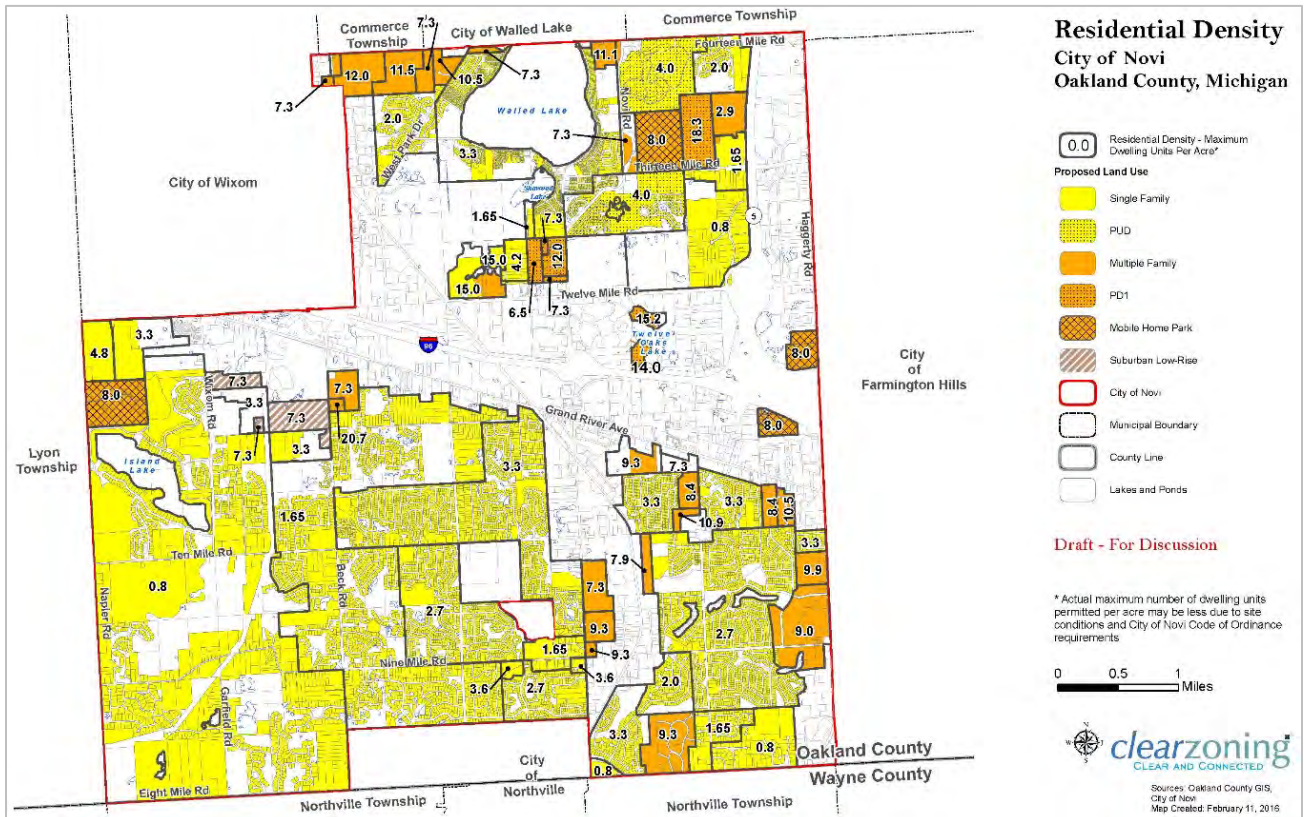 Residential Density
City of Novi
Oakland County, Michigan
0.0
Residential Density - Maximum
Dwelling Units Per Acre*
Proposed Land Use
Single Family
PUD
Multiple Family
PD1
Mobile Home Park
Suburban Low-Rise
City of Novi
Municipal Boundary
County Line
Lakes and Ponds
Draft - For Discussion
* Actual maximum number of dwelling units
permitted per acre may be less due to site
conditions and City of Novi Code of Ordinance
requirements
0 0.5 1
Miles
clearzoning
CLEAR AND CONNECTED
Sources: Oakland County GIS,
City of Novi
Map Created: February 11, 2016
Commerce
Township
7.3
City of Walled Lake
Commerce Township
Fourteen Mile Rd
12.0
11.5
10.5
7.3
11.1
4.0
2.0
7.3
Walled Lake
Novi Rd
2.0
West Park Dr
3.3
7.3
8.0
18.3
2.9
Thirteen Mile Rd
1.65
City of Wixom
Shawood
Lake
4.0
1.65
7.3
0.8
5
Haggerty Rd
15.0
4.2
12.0
15.0
Twelve Mile Rd
6.5
7.3
15.2
Twelve
Oaks
Lake
14.0
3.3
4.8
96
8.0
City
of
Farmington Hills
8.0
7.3
Wixom Rd
3.3
7.3
7.3
20.7
7.3
3.3
Grand River Ave
8.0
Lyon
Township
Island
Lake
3.3
9.3
7.3
3.3
8.4
3.3
8.4
10.5
10.9
1.65
Ten Mile Rd
7.9
3.3
9.9
0.8
Beck Rd
Napier Rd
2.7
7.3
9.3
2.7
9.0
1.65
9.3
Nine Mile Rd
3.6
2.7
3.6
2.0
Garfield Rd
3.3
9.3
1.65
0.8
0.8
Oakland County
Wayne County
Eight Mile Rd
City
of
Northville
Northville Township
Northville Township